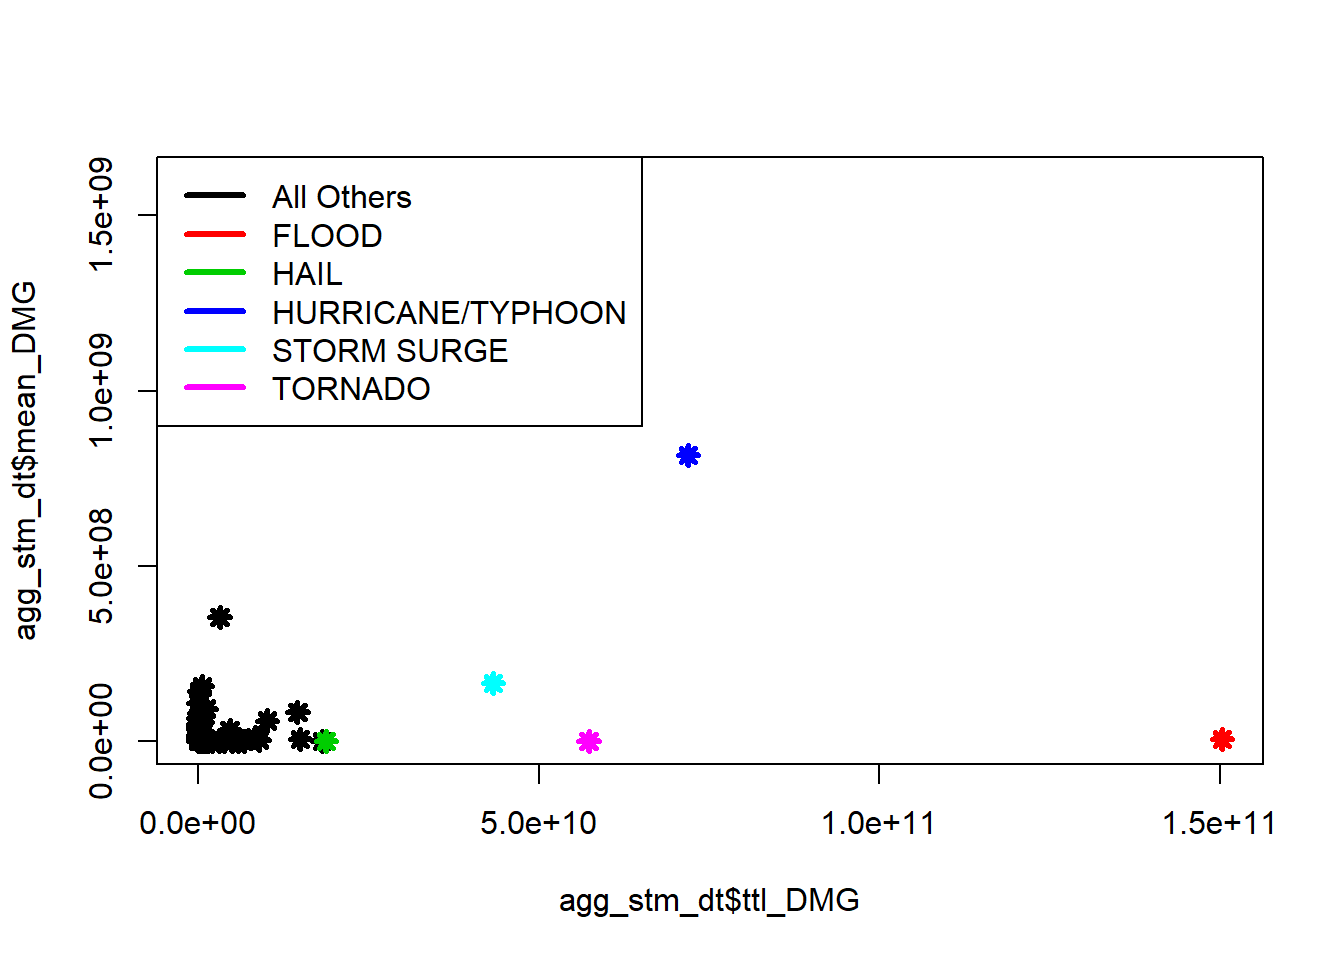 All Others
FLOOD
HAIL
HURRICANE/TYPHOON
STORM SURGE
TORNADO
1.5e+09
1.0e+09
5.0e+08
0.0e+00
agg_stm_dt$mean_DMG
0.0e+00
5.0e+10
1.0e+11
1.5e+11
agg_stm_dt$ttl_DMG